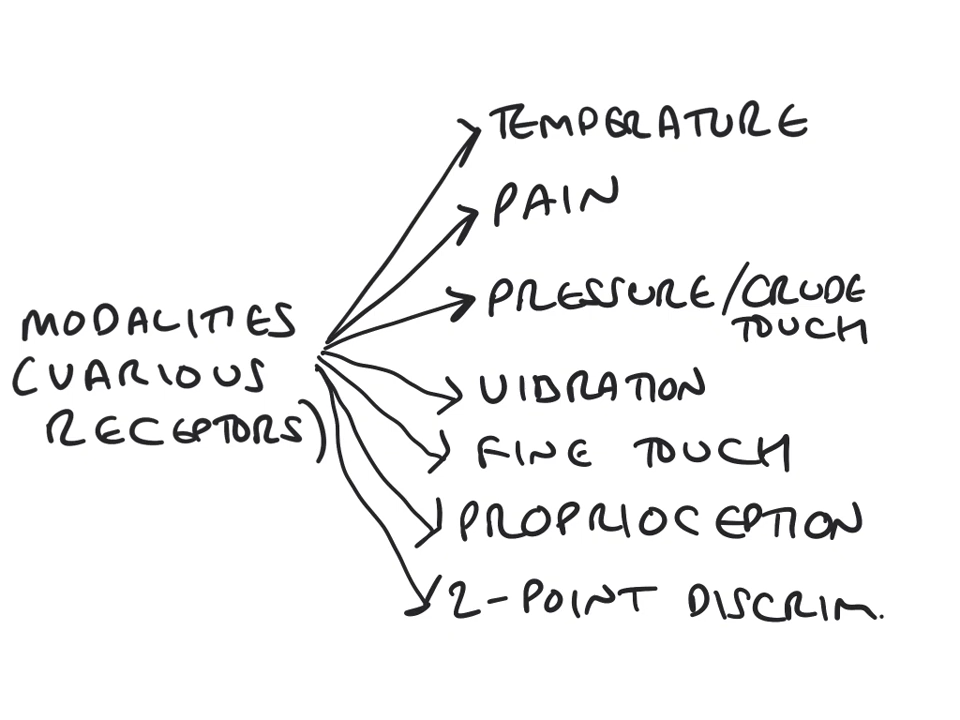 TEMPERATURE
PAIN
PRESSURE/CRUDE
TOUCH
MODALITIES
(VARIOUS
RECEPTORS)
VIBRATION
FINE TOUCH
PROPRIOCEPTION
2-POINT DISCRIM.